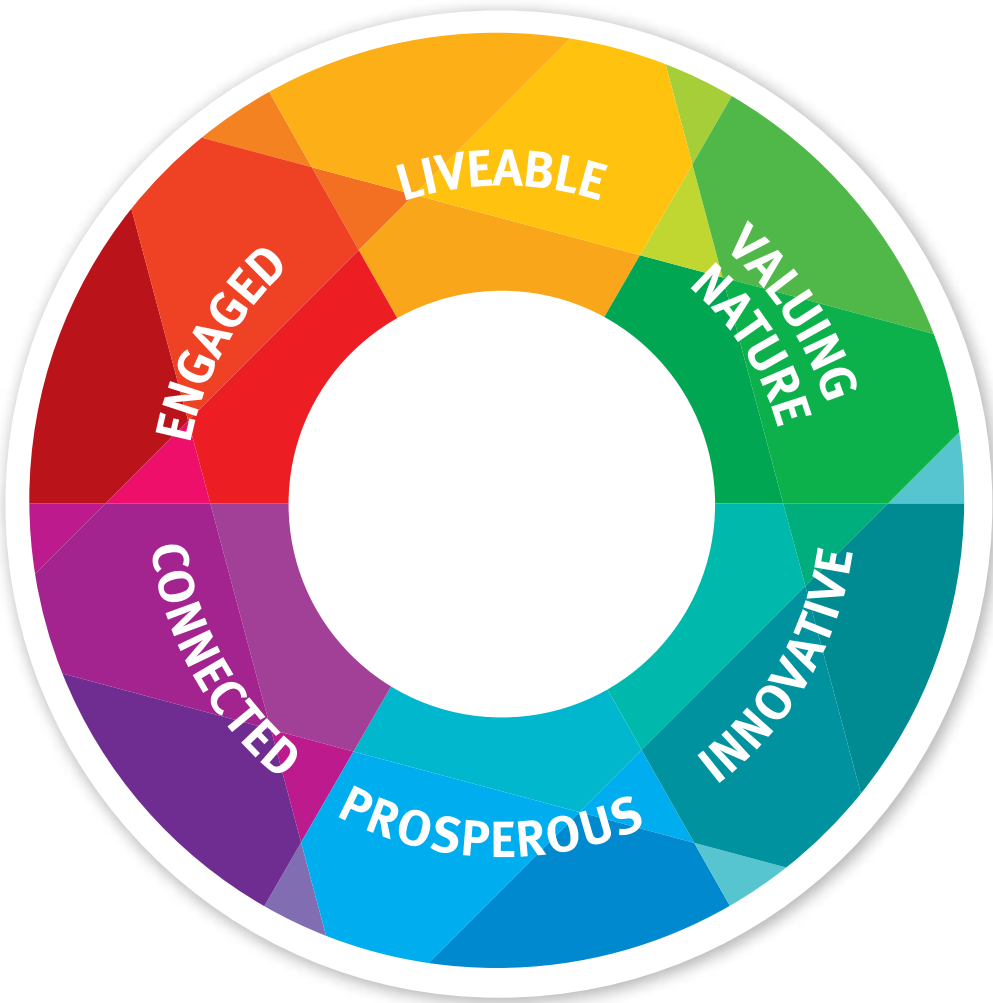 LIVEABLE
VALUING
NATURE
INNOVATIVE
PROSPEROUS
CONNECTED
ENGAGED